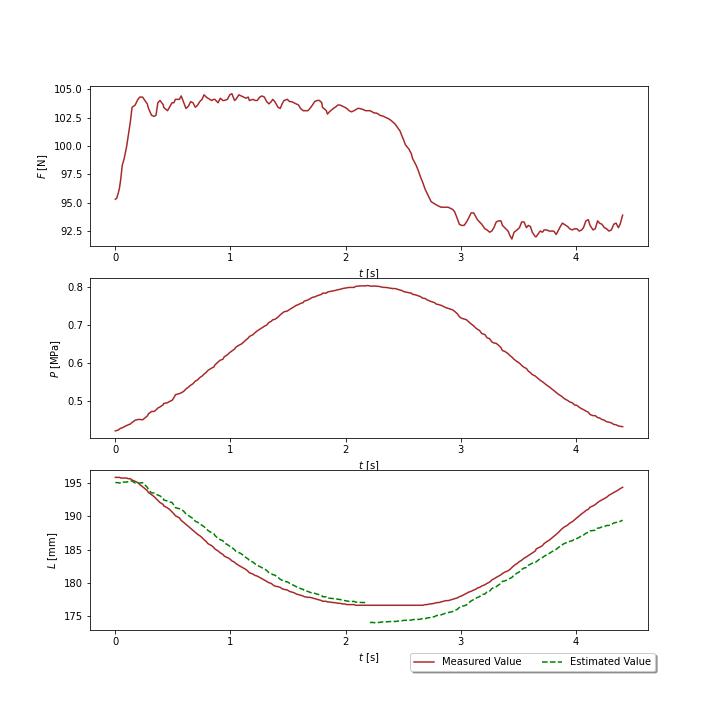 105.0
102.5
100.0
97.5
95.0
92.5
F [N]
0 1 2 3 4
t [s]
0.8
0.7
0.6
0.5
P [MPa]
0 1 2 3 4
t [s]
195
190
185
180
175
L [mm]
0 1 2 3 4
t [s]
Measured Value Estimated Value